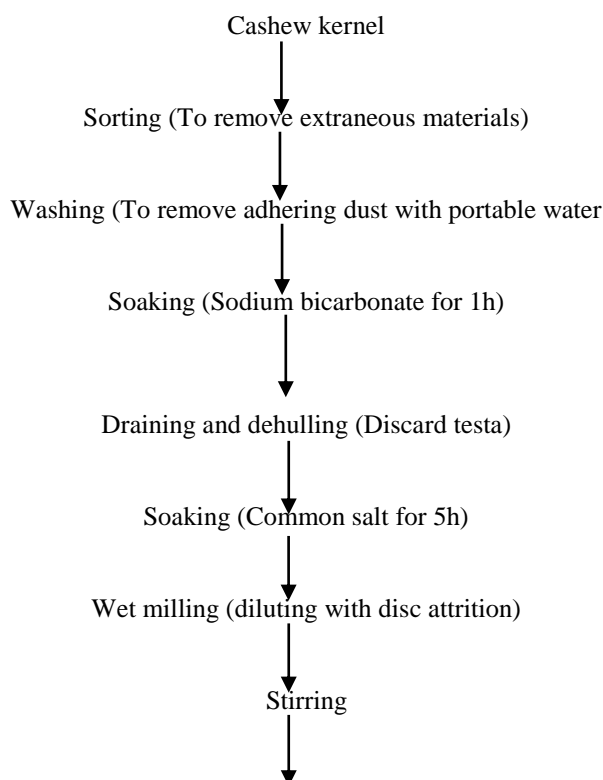 Cashew kernel
Sorting (To remove extraneous materials)
Washing (To remove adhering dust with portable water
Soaking (Sodium bicarbonate for 1h)
Draining and dehulling (Discard testa)
Soaking (Common salt for 5h)
Wet milling (diluting with disc attrition)
Stirring